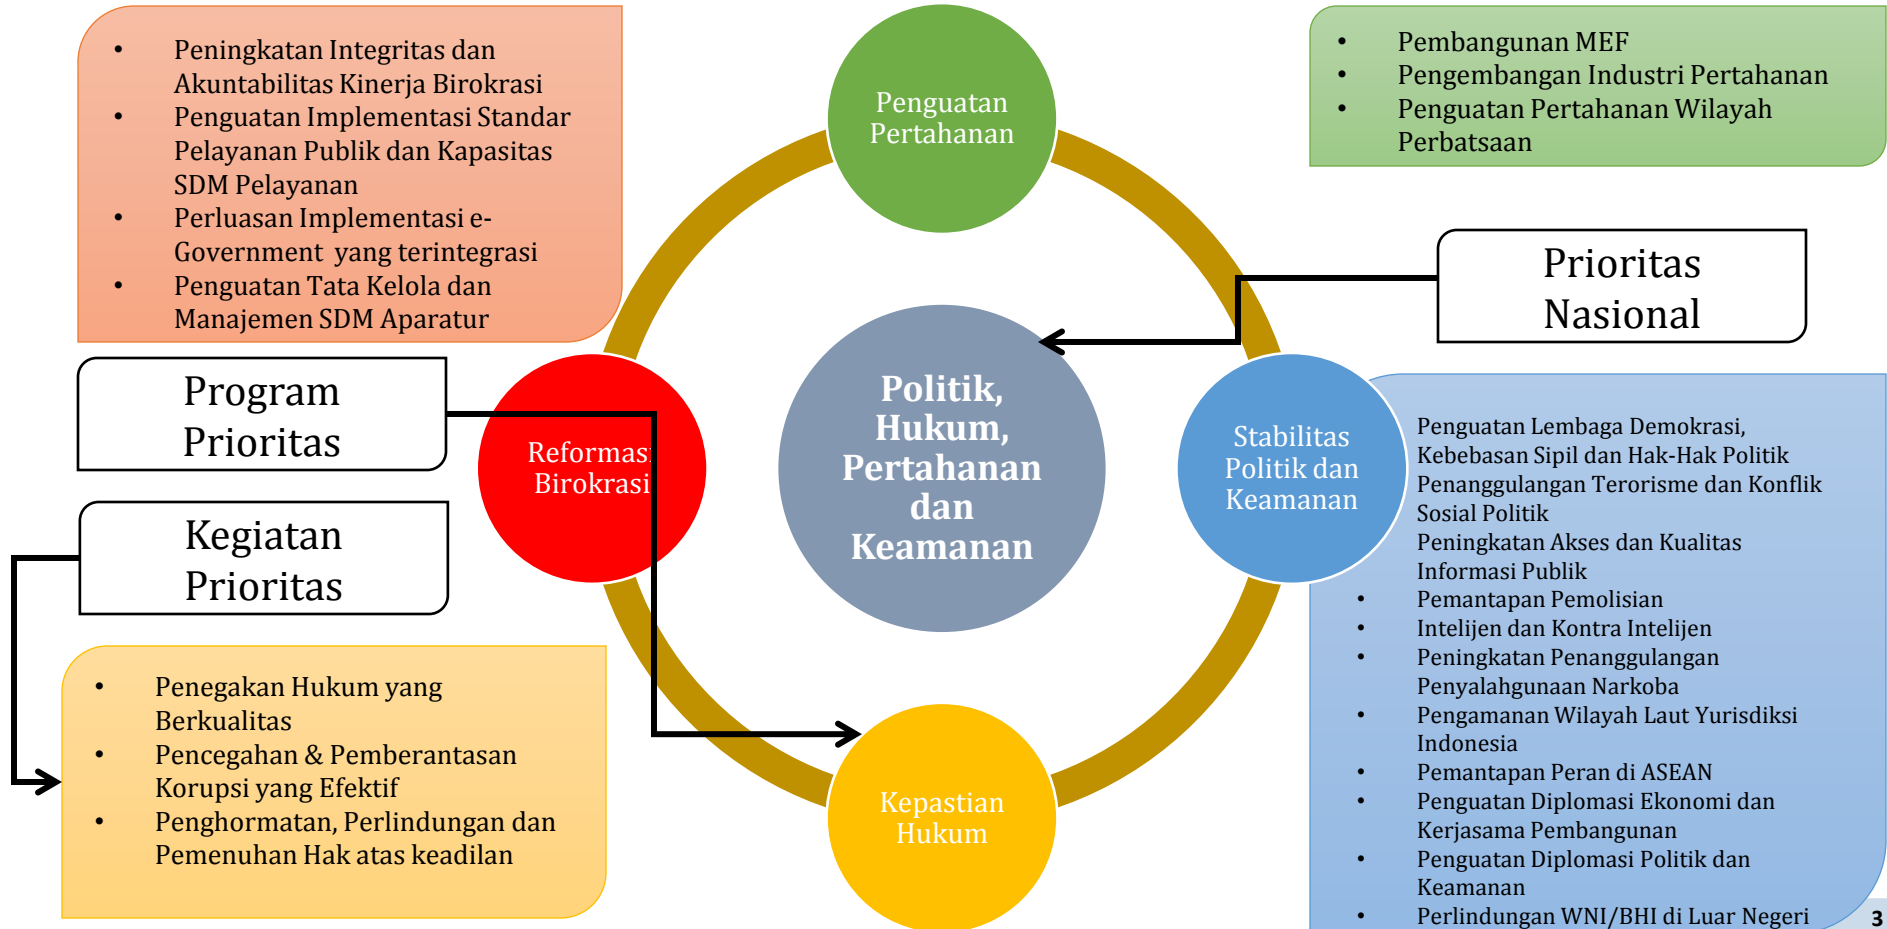 • Peningkatan Integritas dan
Akuntabilitas Kinerja Birokrasi
• Penguatan Implementasi Standar
Pelayanan Publik dan Kapasitas
SDM Pelayanan
• Perluasan Implementasi e-
Government yang terintegrasi
• Penguatan Tata Kelola dan
Manajemen SDM Aparatur
Penguatan
Pertahanan
• Pembangunan MEF
• Pengembangan Industri Pertahanan
• Penguatan Pertahanan Wilayah
Perbatsaan
Prioritas
Nasional
Program
Prioritas
Reformasi
Birokrasi
Politik,
Hukum,
Pertahanan
dan
Keamanan
Stabilitas
Politik dan
Keamanan
Penguatan Lembaga Demokrasi,
Kebebasan Sipil dan Hak-Hak Politik
Penanggulangan Terorisme dan Konflik
Sosial Politik
Peningkatan Akses dan Kualitas
Informasi Publik
• Pemantapan Pemolisian
• Intelijen dan Kontra Intelijen
• Peningkatan Penanggulangan
Penyalahgunaan Narkoba
• Pengamanan Wilayah Laut Yurisdiksi
Indonesia
• Pemantapan Peran di ASEAN
• Penguatan Diplomasi Ekonomi dan
Kerjasama Pembangunan
• Penguatan Diplomasi Politik dan
Keamanan
• Perlindungan WNI/BHI di Luar Negeri
Kegiatan
Prioritas
• Penegakan Hukum yang
Berkualitas
• Pencegahan & Pemberantasan
Korupsi yang Efektif
• Penghormatan, Perlindungan dan
Pemenuhan Hak atas keadilan
Kepastian
Hukum
3